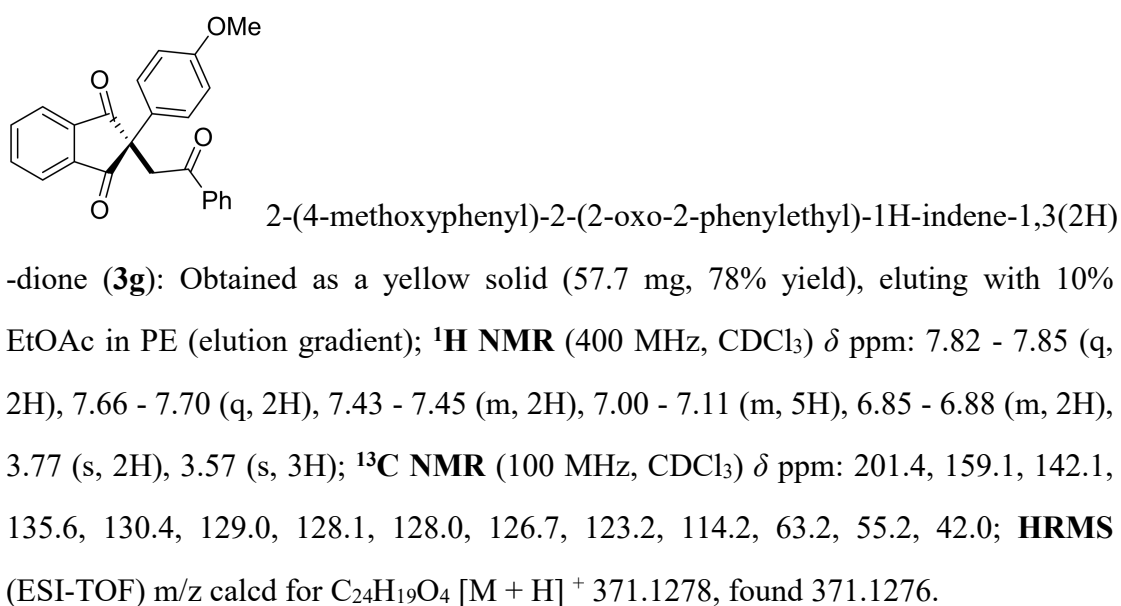 OMe
O
O
Ph
O
2-(4-methoxyphenyl)-2-(2-oxo-2-phenylethyl)-1H-indene-1,3(2H)
-dione (3g): Obtained as a yellow solid (57.7 mg, 78% yield), eluting with 10%
EtOAc in PE (elution gradient); ¹H NMR (400 MHz, CDCl₃) δ ppm: 7.82 - 7.85 (q,
2H), 7.66 - 7.70 (q, 2H), 7.43 - 7.45 (m, 2H), 7.00 - 7.11 (m, 5H), 6.85 - 6.88 (m, 2H),
3.77 (s, 2H), 3.57 (s, 3H); ¹³C NMR (100 MHz, CDCl₃) δ ppm: 201.4, 159.1, 142.1,
135.6, 130.4, 129.0, 128.1, 128.0, 126.7, 123.2, 114.2, 63.2, 55.2, 42.0; HRMS
(ESI-TOF) m/z calcd for C₂₄H₁₉O₄ [M + H] ⁺ 371.1278, found 371.1276.